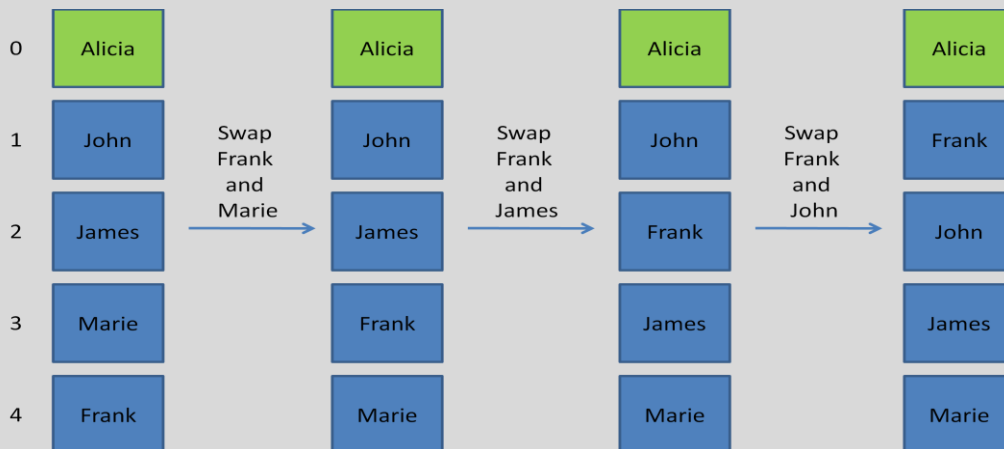 0 Alicia Alicia Alicia Alicia
1 John John John Frank
Swap Swap Swap
Frank Frank Frank
and and and
Marie James John
2 James James Frank John
3 Marie Frank James James
4 Frank Marie Marie Marie